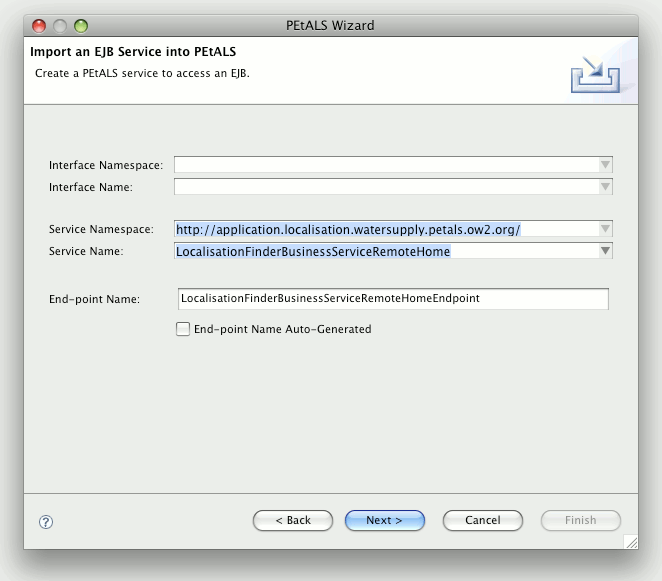 PEtALS Wizard
Import an EJB Service into PEtALS
Create a PEtALS service to access an EJB.
Interface Namespace:
Interface Name:
Service Namespace: http://application.localisation.watersupply.petals.ow2.org/
Service Name: LocalisationFinderBusinessServiceRemoteHome
End-point Name: LocalisationFinderBusinessServiceRemoteHomeEndpoint
End-point Name Auto-Generated
? < Back Next > Cancel Finish